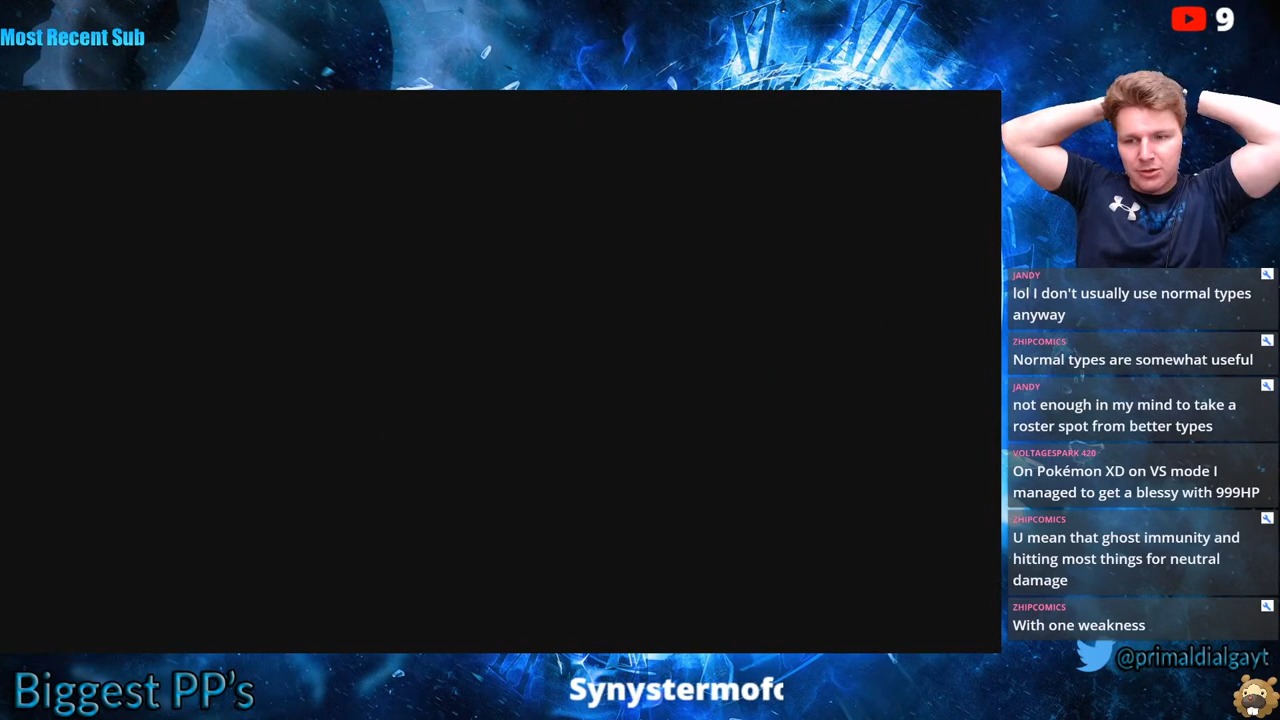 Most Recent Sub
9
JANDY
lol I don't usually use normal types
anyway
ZHIPCOMICS
Normal types are somewhat useful
JANDY
not enough in my mind to take a
roster spot from better types
VOLTAGESPARK 420
On Pokémon XD on VS mode I
managed to get a blessy with 999HP
ZHIPCOMICS
U mean that ghost immunity and
hitting most things for neutral
damage
ZHIPCOMICS
With one weakness
@primaldialgayt
Biggest PP's
Synystermofo